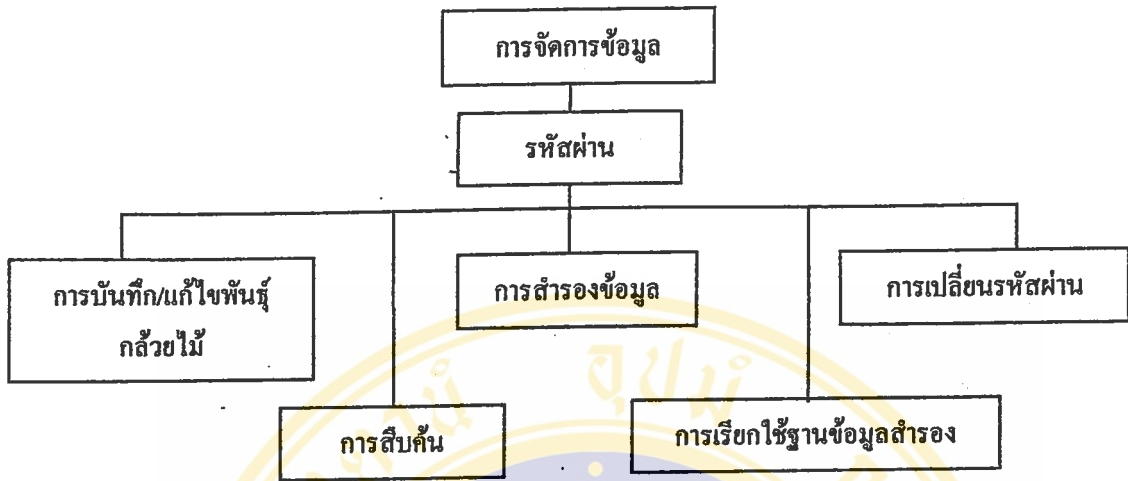 การจัดการข้อมูล
รหัสผ่าน
การบันทึก/แก้ไขพันธุ์
กล้วยไม้
การสำรองข้อมูล
การเปลี่ยนรหัสผ่าน
การสืบค้น
การเรียกใช้ฐานข้อมูลสำรอง
อุปมํ